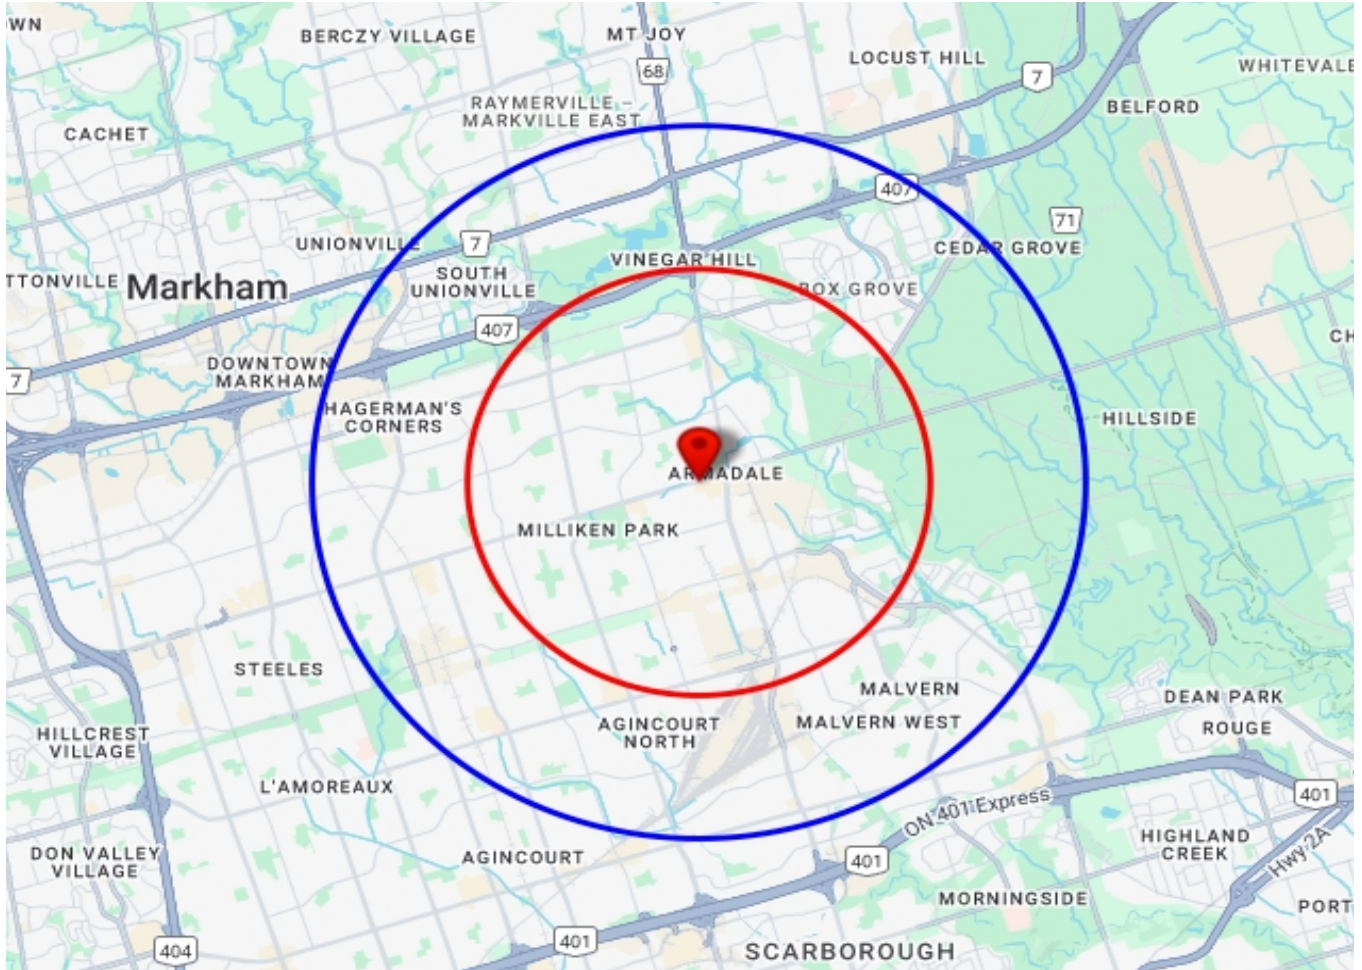 OWN
BERCZY VILLAGE
MT JOY
68
LOCUST HILL
7
WHITEVALE
RAYMERVILLE –
MARKVILLE EAST
BELFORD
CACHET
407
71
UNIONVILLE
7
CEDAR GROVE
VINEGAR HILL
TTONVILLE
Markham
SOUTH
UNIONVILLE
BOX GROVE
407
CH
DOWNTOWN
MARKHAM
7
HAGERMAN'S
CORNERS
HILLSIDE
ARMADALE
MILLIKEN PARK
STEELES
MALVERN
DEAN PARK
AGINCOURT
NORTH
MALVERN WEST
ROUGE
HILLCREST
VILLAGE
L'AMOREAUX
ON 401 Express
401
AGINCOURT
401
HIGHLAND
CREEK
Hwy 2A
DON VALLEY
VILLAGE
MORNINGSIDE
PORT
404
401
SCARBOROUGH